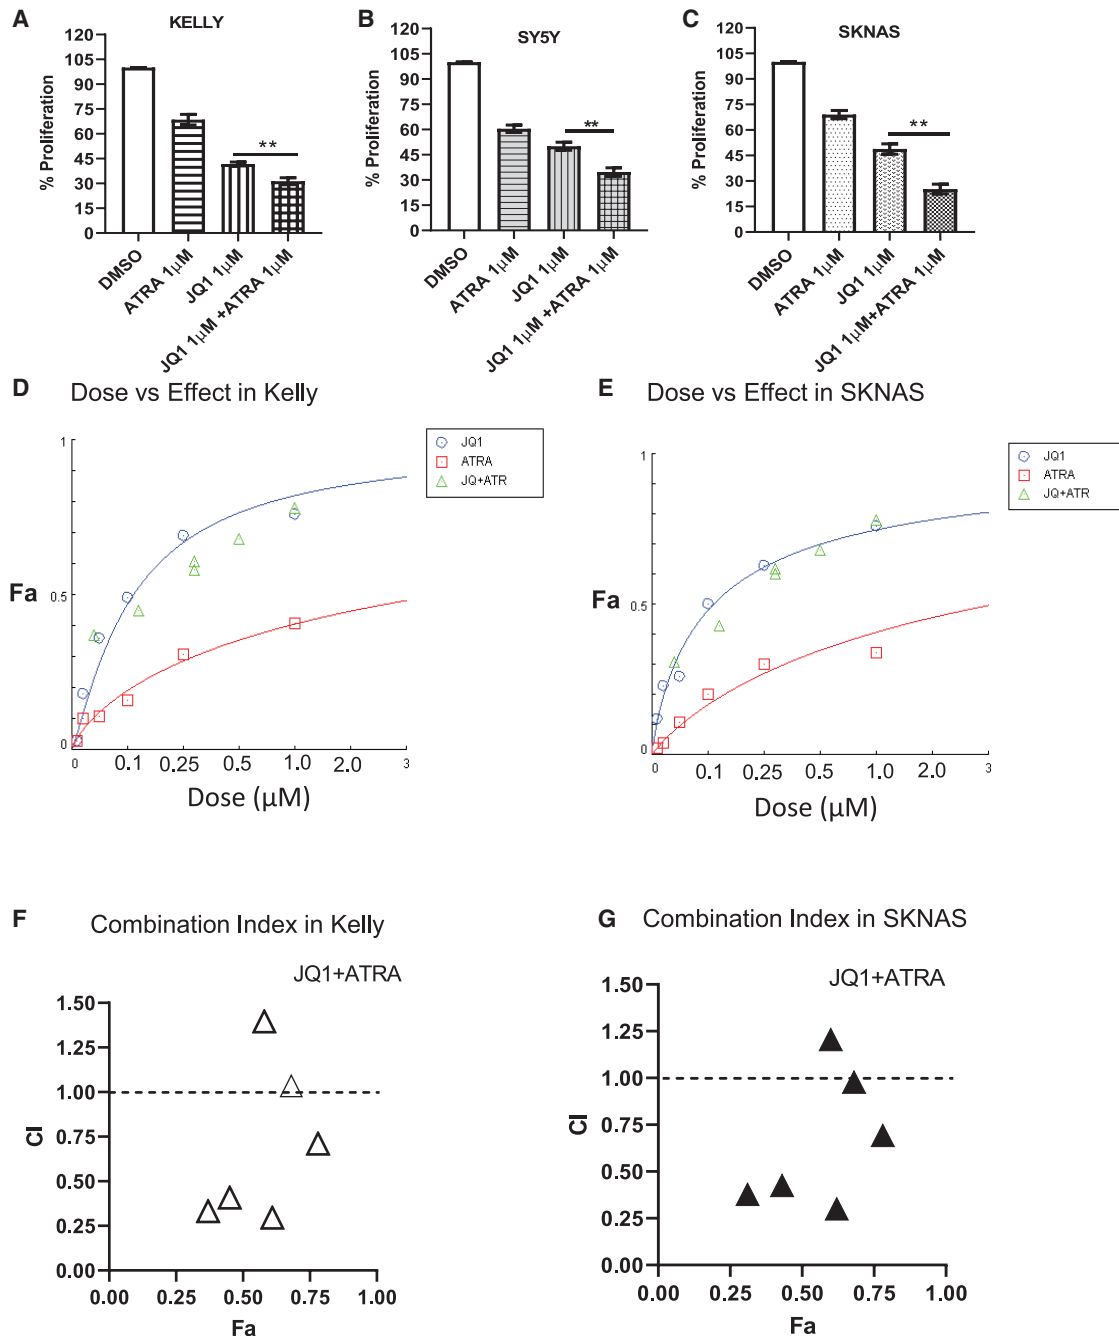 A
KELLY
% Proliferation
120
105
90
75
60
45
30
15
0
DMSO
ATRA 1μM
JQ1 1μM
JQ1 1μM +ATRA 1μM
**
B
SY5Y
% Proliferation
120
105
90
75
60
45
30
15
0
DMSO
ATRA 1μM
JQ1 1μM
JQ1 1μM +ATRA 1μM
**
C
SKNAS
% Proliferation
120
105
90
75
60
45
30
15
0
DMSO
ATRA 1μM
JQ1 1μM
JQ1 1μM+ATRA 1μM
**
D
Dose vs Effect in Kelly
JQ1
ATRA
JQ+ATR
Fa
1
0.5
0
0 0.1 0.25 0.5 1.0 2.0 3
Dose (μM)
E
Dose vs Effect in SKNAS
JQ1
ATRA
JQ+ATR
Fa
1
0.5
0
0 0.1 0.25 0.5 1.0 2.0 3
Dose (μM)
F
Combination Index in Kelly
JQ1+ATRA
CI
1.50
1.25
1.00
0.75
0.50
0.25
0.00
0.00 0.25 0.50 0.75 1.00
Fa
G
Combination Index in SKNAS
JQ1+ATRA
CI
1.50
1.25
1.00
0.75
0.50
0.25
0.00
0.00 0.25 0.50 0.75 1.00
Fa